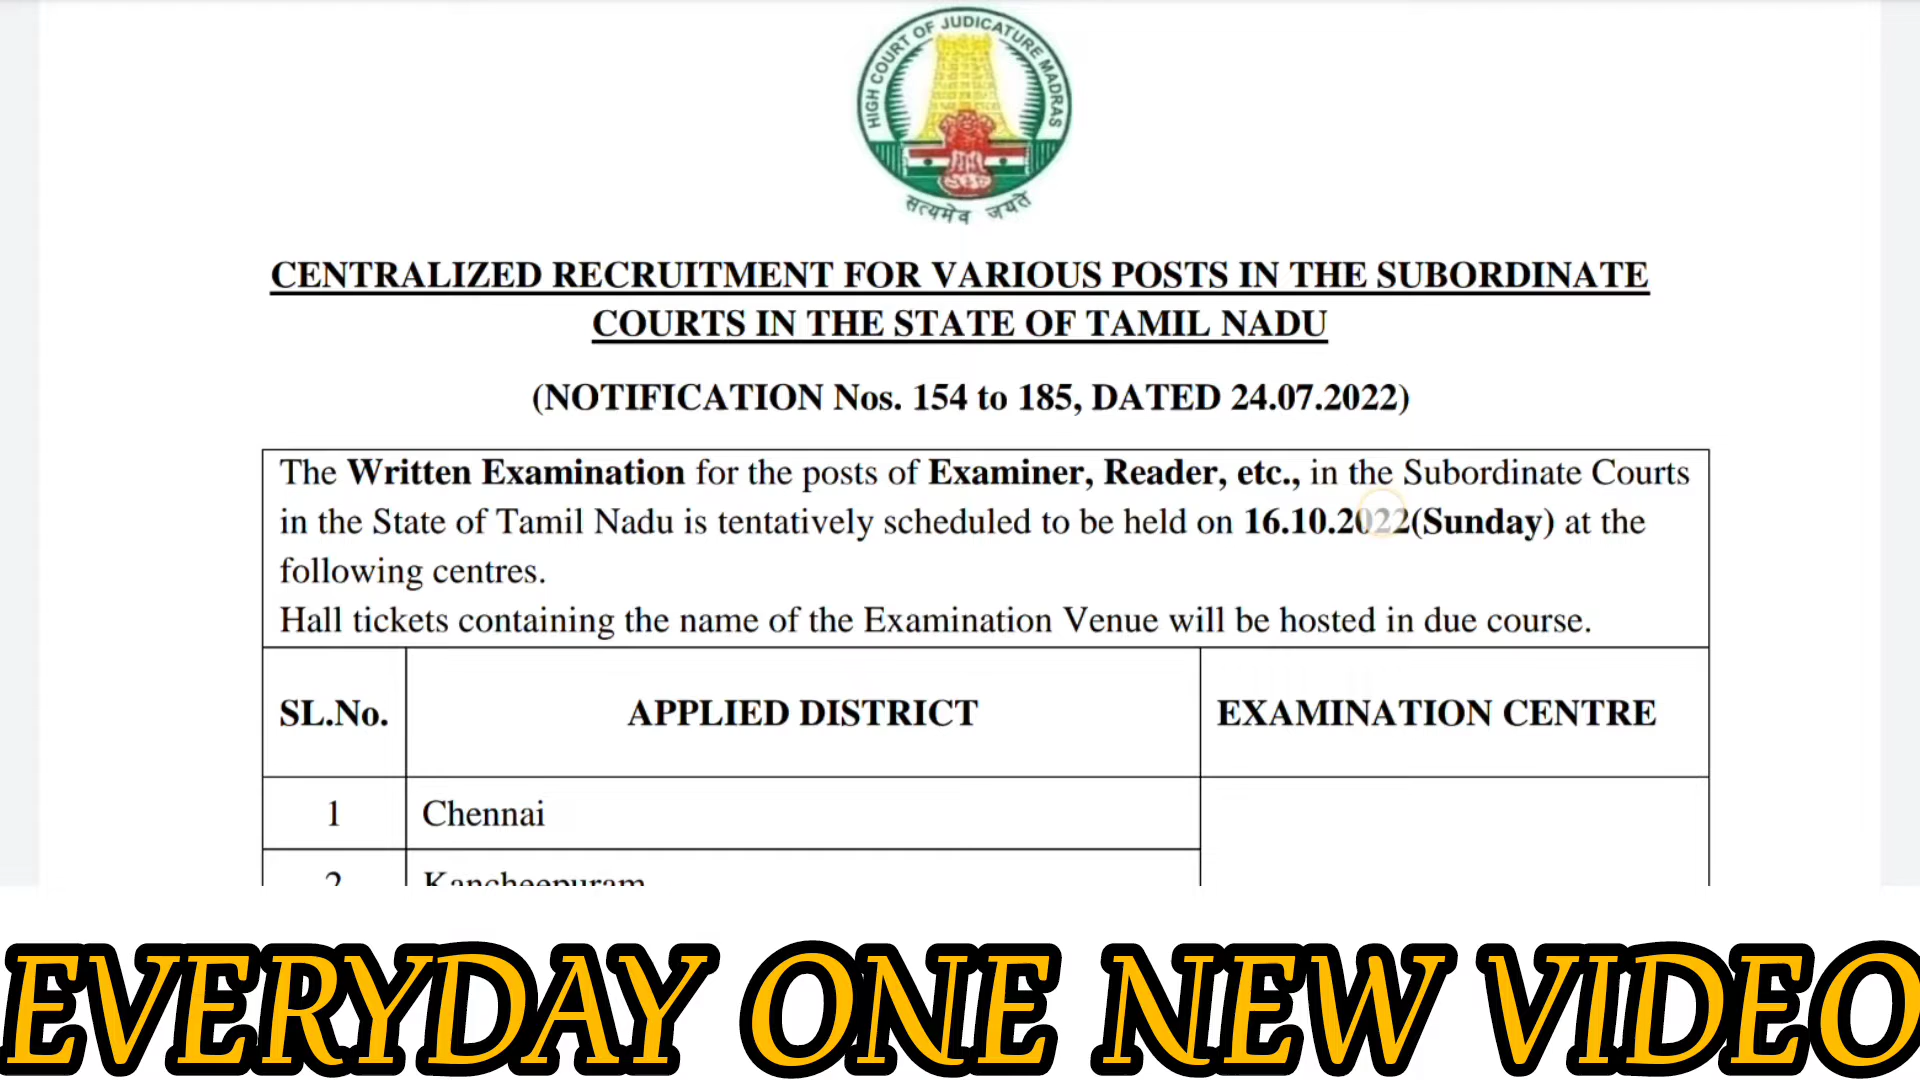 HIGH COURT OF JUDICATURE MADRAS
सत्यमेव जयते
CENTRALIZED RECRUITMENT FOR VARIOUS POSTS IN THE SUBORDINATE
COURTS IN THE STATE OF TAMIL NADU
(NOTIFICATION Nos. 154 to 185, DATED 24.07.2022)
The Written Examination for the posts of Examiner, Reader, etc., in the Subordinate Courts
in the State of Tamil Nadu is tentatively scheduled to be held on 16.10.2022(Sunday) at the
following centres.
Hall tickets containing the name of the Examination Venue will be hosted in due course.
SL.No. APPLIED DISTRICT EXAMINATION CENTRE
1 Chennai
2 Kancheepuram
EVERYDAY ONE NEW VIDEO